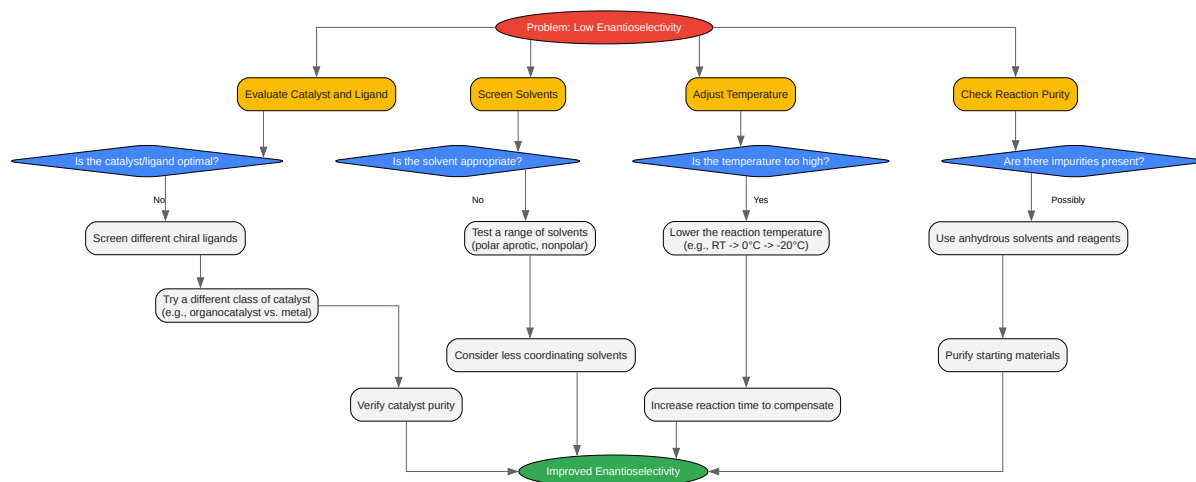 Problem: Low Enantioselectivity
Evaluate Catalyst and Ligand
Screen Solvents
Adjust Temperature
Check Reaction Purity
Is the catalyst/ligand optimal?
Is the solvent appropriate?
Is the temperature too high?
Are there impurities present?
No
No
Yes
Possibly
Screen different chiral ligands
Test a range of solvents
(polar aprotic, nonpolar)
Lower the reaction temperature
(e.g., RT -> 0°C -> -20°C)
Use anhydrous solvents and reagents
Try a different class of catalyst
(e.g., organocatalyst vs. metal)
Consider less coordinating solvents
Purify starting materials
Verify catalyst purity
Increase reaction time to compensate
Improved Enantioselectivity